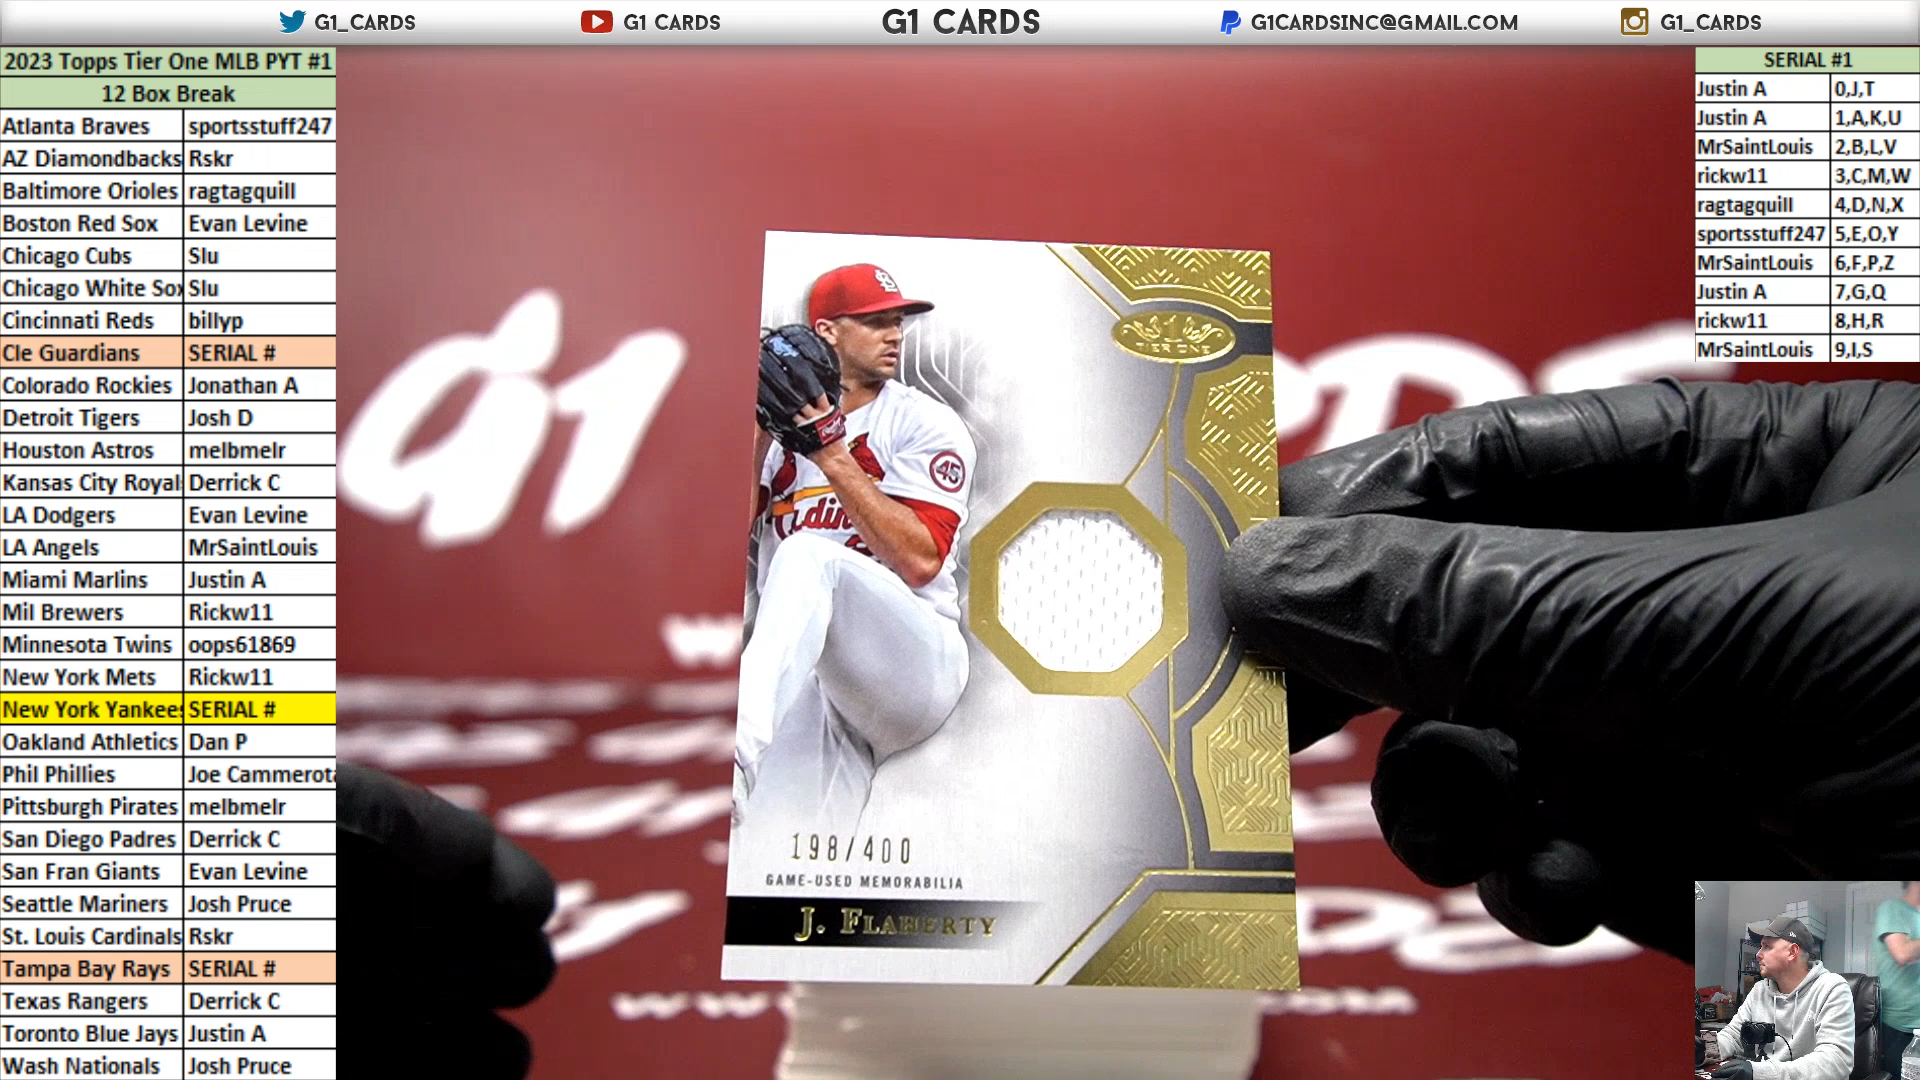 G1_CARDS
G1 CARDS
G1 CARDS
G1CARDSINC@GMAIL.COM
G1_CARDS
2023 Topps Tier One MLB PYT #1
12 Box Break
Atlanta Braves sportsstuff247
AZ Diamondbacks Rskr
Baltimore Orioles ragtagquill
Boston Red Sox Evan Levine
Chicago Cubs Slu
Chicago White Sox Slu
Cincinnati Reds billyp
Cle Guardians SERIAL #
Colorado Rockies Jonathan A
Detroit Tigers Josh D
Houston Astros melbmelr
Kansas City Royal Derrick C
LA Dodgers Evan Levine
LA Angels MrSaintLouis
Miami Marlins Justin A
Mil Brewers Rickw11
Minnesota Twins oops61869
New York Mets Rickw11
New York Yankees SERIAL #
Oakland Athletics Dan P
Phil Phillies Joe Cammerota
Pittsburgh Pirates melbmelr
San Diego Padres Derrick C
San Fran Giants Evan Levine
Seattle Mariners Josh Pruce
St. Louis Cardinals Rskr
Tampa Bay Rays SERIAL #
Texas Rangers Derrick C
Toronto Blue Jays Justin A
Wash Nationals Josh Pruce
SERIAL #1
Justin A 0,J,T
Justin A 1,A,K,U
MrSaintLouis 2,B,L,V
rickw11 3,C,M,W
ragtagquill 4,D,N,X
sportsstuff247 5,E,O,Y
MrSaintLouis 6,F,P,Z
Justin A 7,G,Q
rickw11 8,H,R
MrSaintLouis 9,I,S
G1
1
TIER ONE
45
198/400
GAME-USED MEMORABILIA
J. FLAHERTY